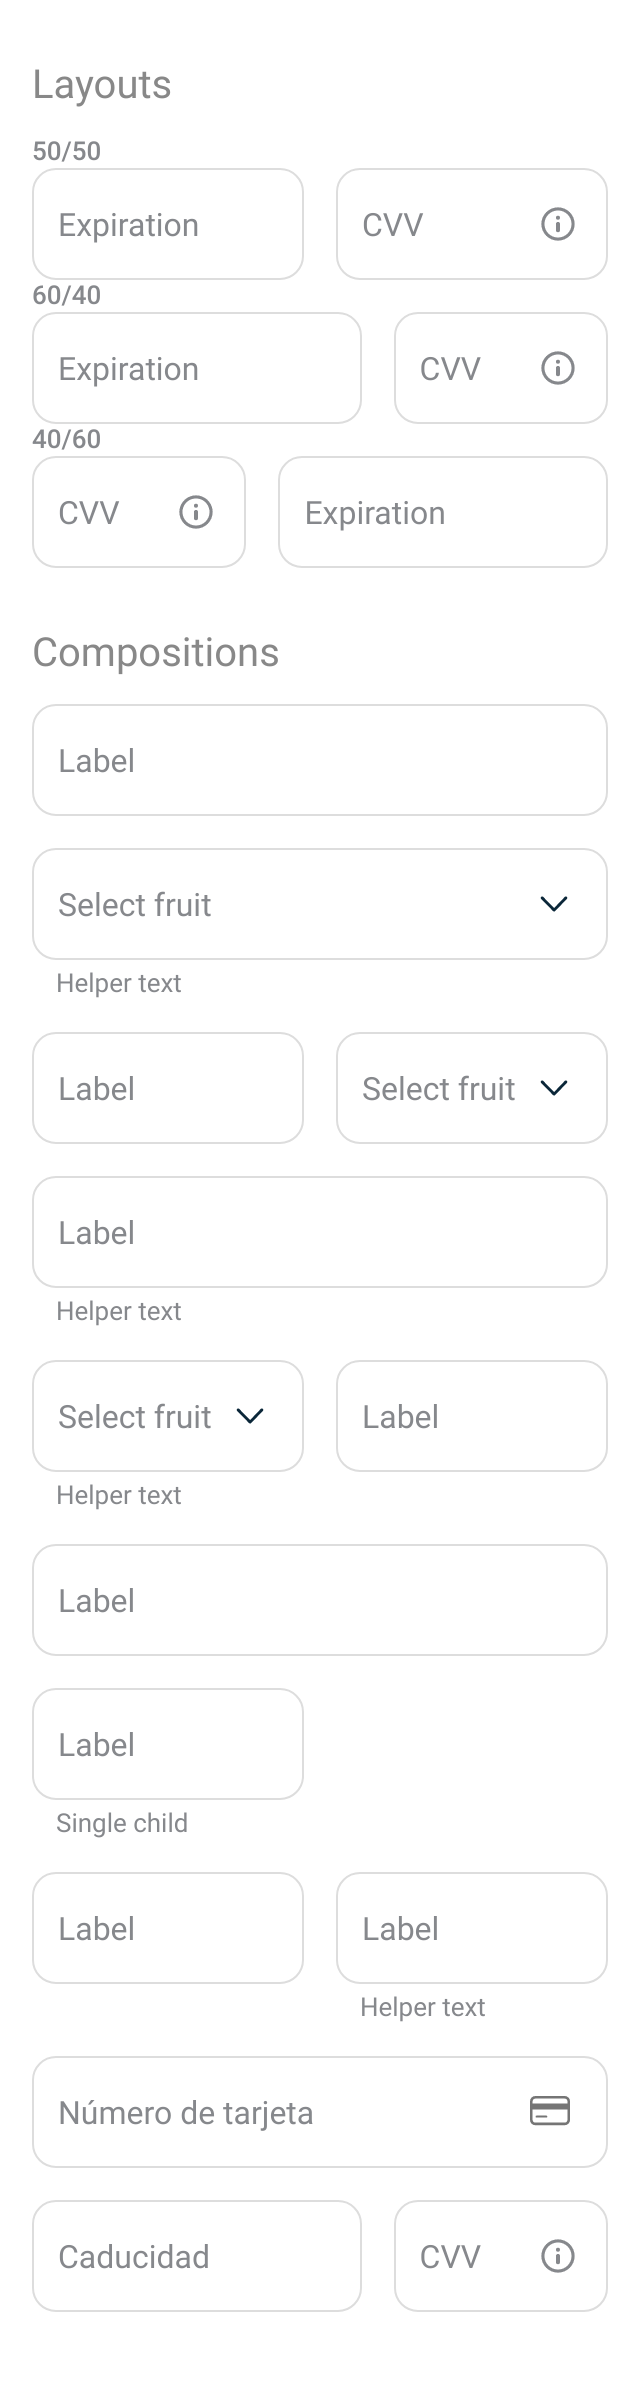 Layouts
50/50
Expiration CVV
60/40
Expiration CVV
40/60
CVV Expiration
Compositions
Label
Select fruit
Helper text
Label Select fruit
Label
Helper text
Select fruit Label
Helper text
Label
Label
Single child
Label Label
Helper text
Número de tarjeta
Caducidad CVV